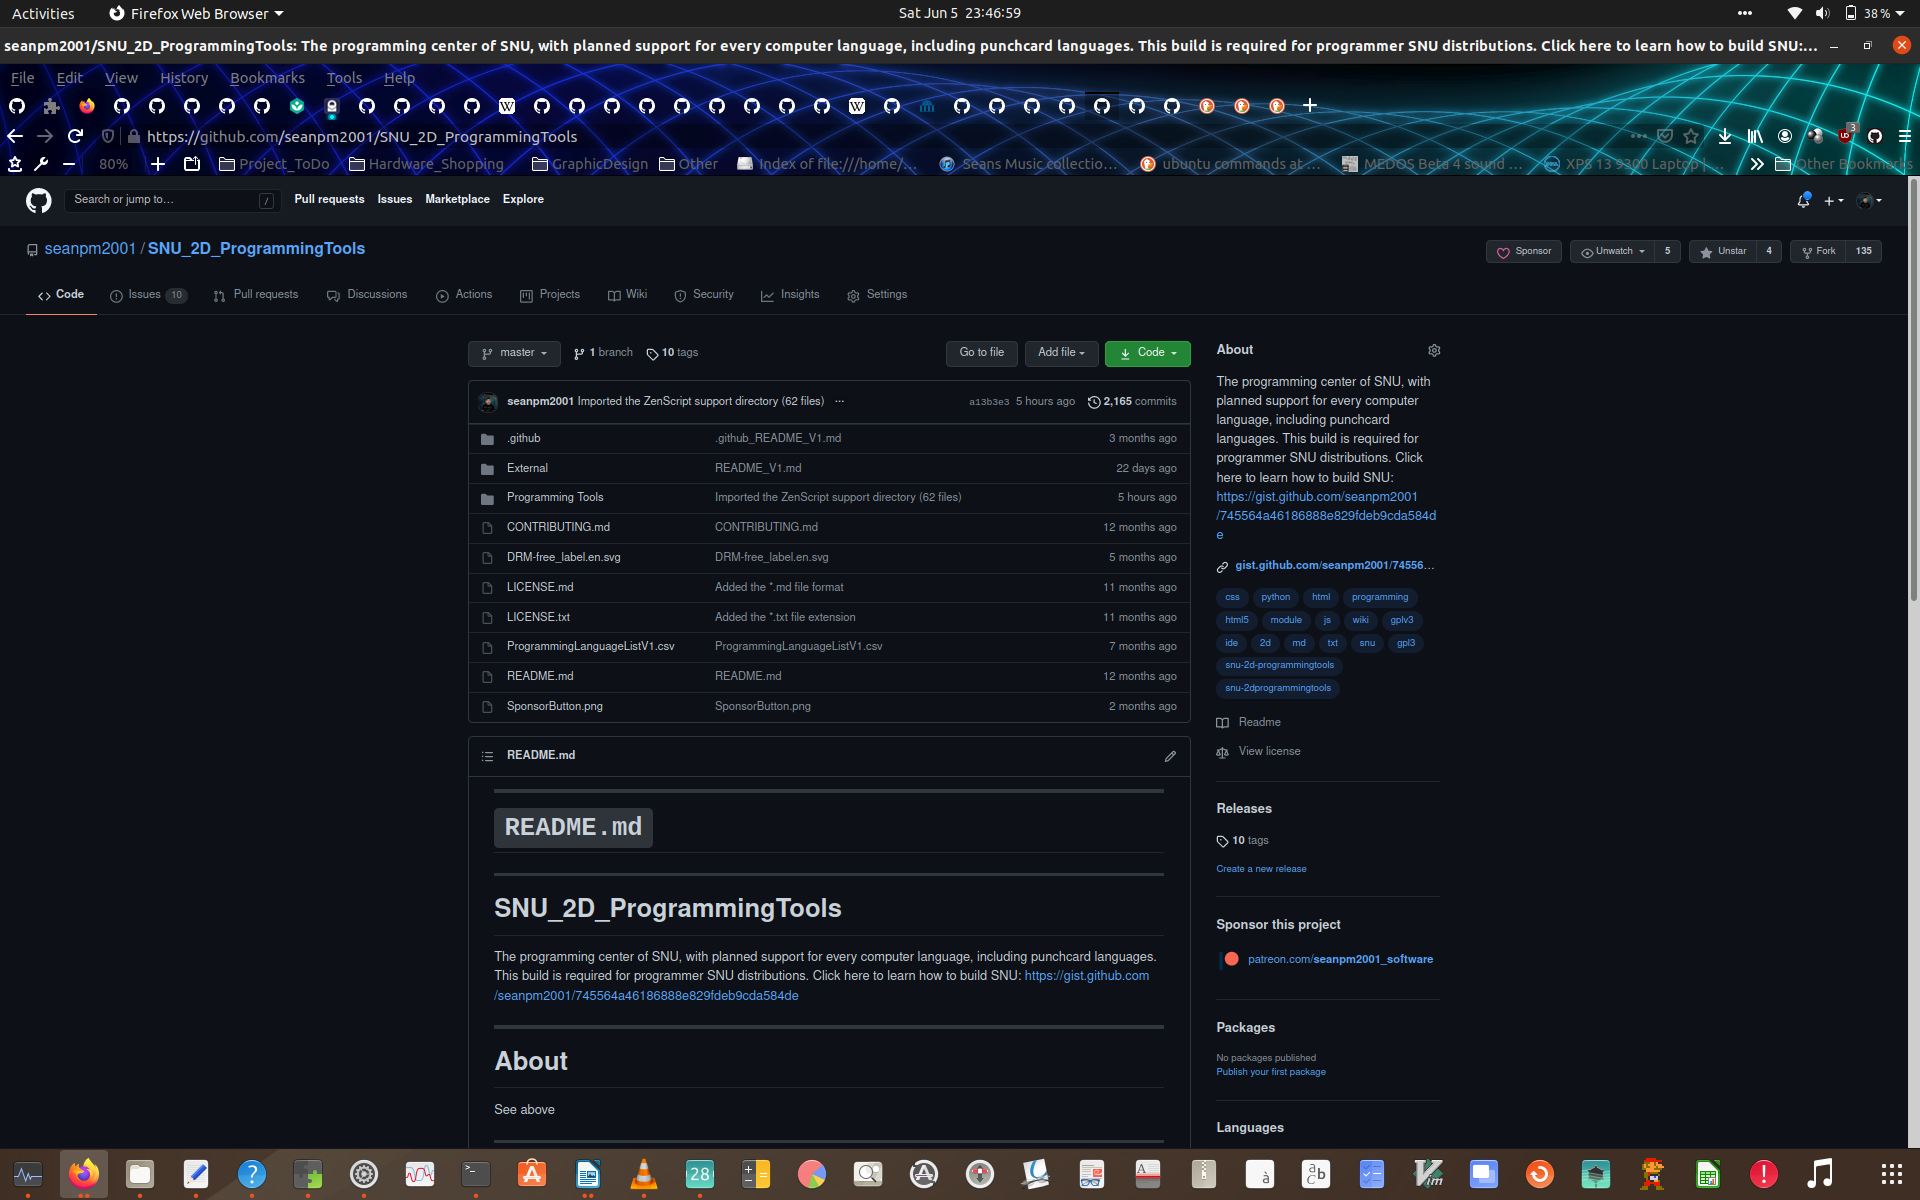 Activities
Firefox Web Browser
Sat Jun 5 23:46:59
38 %
seanpm2001/SNU_2D_ProgrammingTools: The programming center of SNU, with planned support for every computer language, including punchcard languages. This build is required for programmer SNU distributions. Click here to learn how to build SNU:...
File Edit View History Bookmarks Tools Help
https://github.com/seanpm2001/SNU_2D_ProgrammingTools
3
80%
Project_ToDo
Hardware_Shopping
GraphicDesign
Other
Index of file:///home/...
Seans Music collectio...
ubuntu commands at ...
MEDOS Beta 4 sound ...
XPS 13 9300 Laptop | ...
Other Bookmarks
Search or jump to...
/
Pull requests Issues Marketplace Explore
seanpm2001 / SNU_2D_ProgrammingTools
Sponsor
Unwatch 5
Unstar 4
Fork 135
Code
Issues 10
Pull requests
Discussions
Actions
Projects
Wiki
Security
Insights
Settings
master
1 branch
10 tags
Go to file
Add file
Code
seanpm2001 Imported the ZenScript support directory (62 files) ...
a13b3e3 5 hours ago
2,165 commits
.github .github_README_V1.md 3 months ago
External README_V1.md 22 days ago
Programming Tools Imported the ZenScript support directory (62 files) 5 hours ago
CONTRIBUTING.md CONTRIBUTING.md 12 months ago
DRM-free_label.en.svg DRM-free_label.en.svg 5 months ago
LICENSE.md Added the *.md file format 11 months ago
LICENSE.txt Added the *.txt file extension 11 months ago
ProgrammingLanguageListV1.csv ProgrammingLanguageListV1.csv 7 months ago
README.md README.md 12 months ago
SponsorButton.png SponsorButton.png 2 months ago
README.md
README.md
SNU_2D_ProgrammingTools
The programming center of SNU, with planned support for every computer language, including punchcard languages.
This build is required for programmer SNU distributions. Click here to learn how to build SNU: https://gist.github.com
/seanpm2001/745564a46186888e829fdeb9cda584de
About
See above
About
The programming center of SNU, with
planned support for every computer
language, including punchcard
languages. This build is required for
programmer SNU distributions. Click
here to learn how to build SNU:
https://gist.github.com/seanpm2001
/745564a46186888e829fdeb9cda584d
e
gist.github.com/seanpm2001/74556...
css python html programming
html5 module js wiki gplv3
ide 2d md txt snu gpl3
snu-2d-programmingtools
snu-2dprogrammingtools
Readme
View license
Releases
10 tags
Create a new release
Sponsor this project
patreon.com/seanpm2001_software
Packages
No packages published
Publish your first package
Languages
28